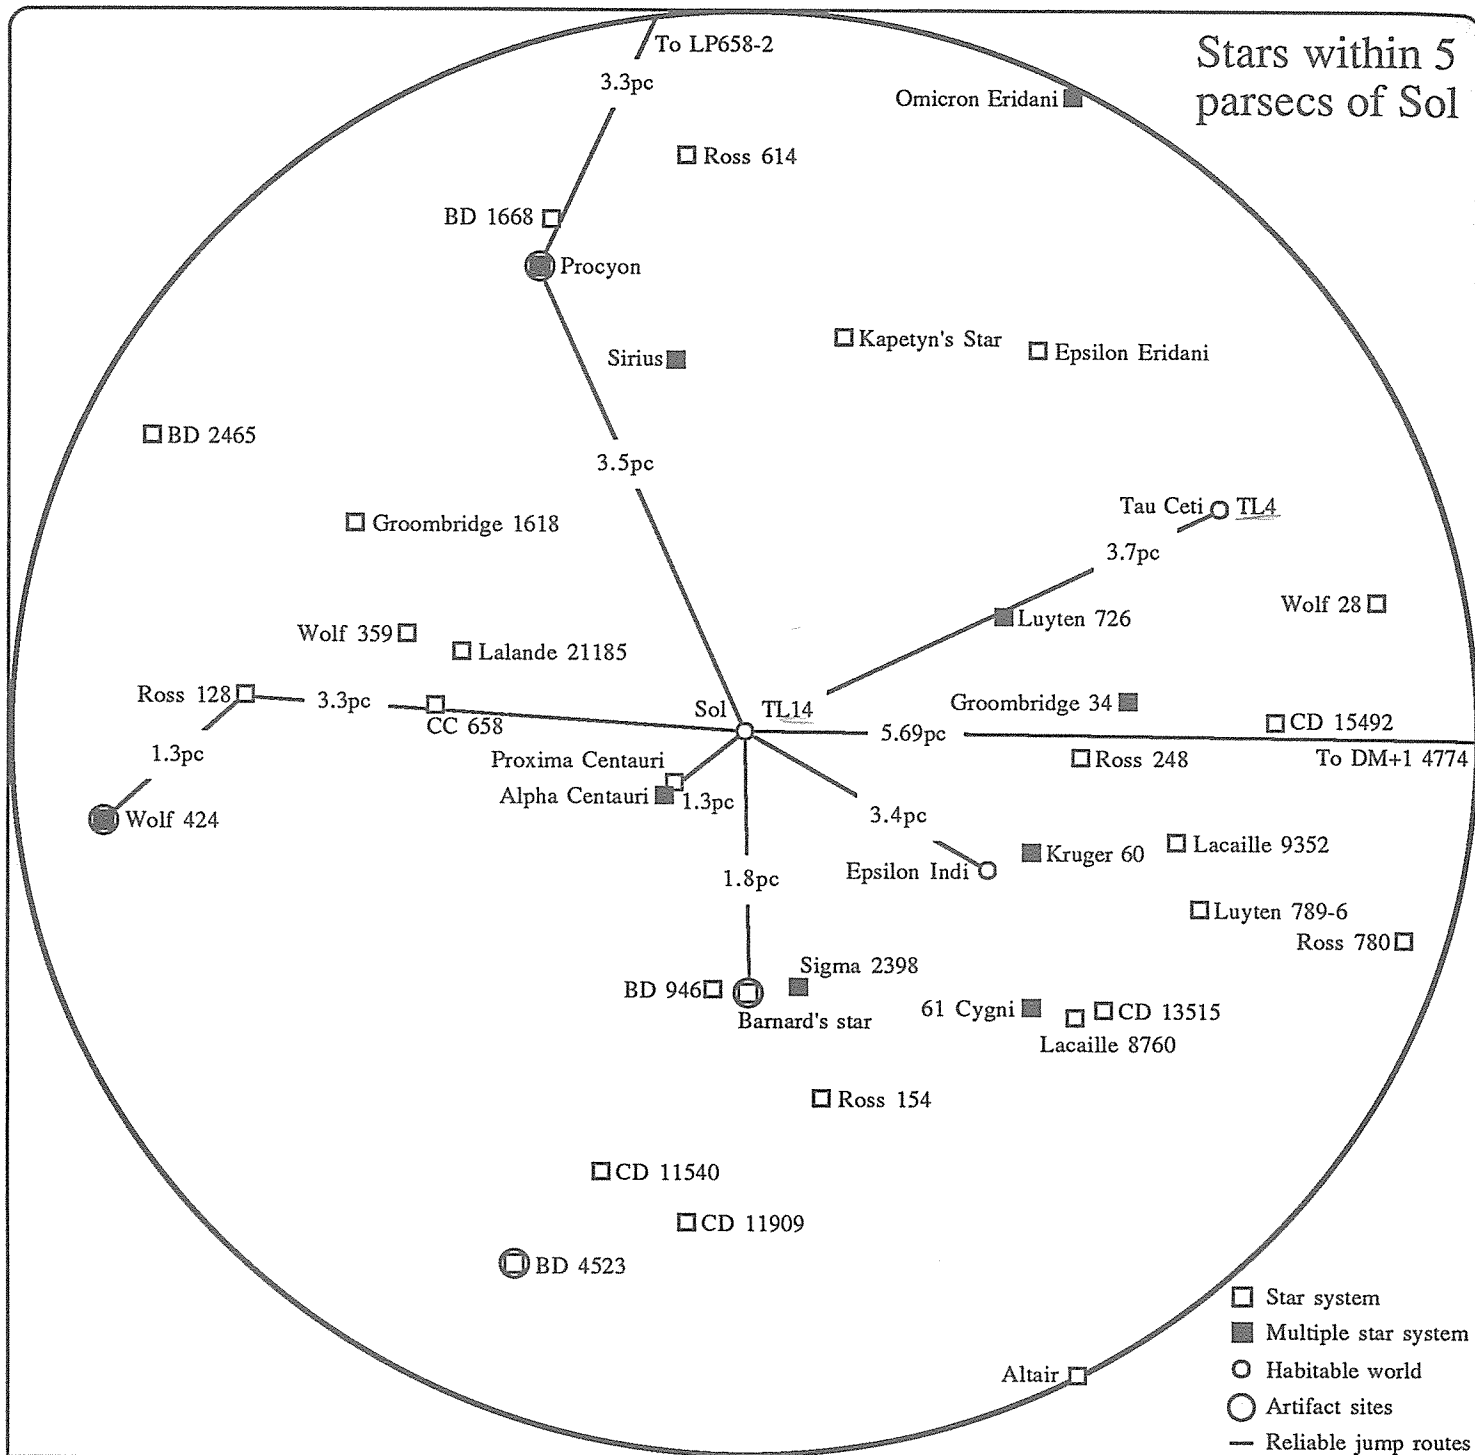 Stars within 5
parsecs of Sol
To LP658-2
3.3pc
Omicron Eridani
Ross 614
BD 1668
Procyon
Kapetyn's Star
Epsilon Eridani
Sirius
BD 2465
3.5pc
Tau Ceti TL4
Groombridge 1618
3.7pc
Wolf 28
Luyten 726
Wolf 359
Lalande 21185
Ross 128
3.3pc
CC 658
Sol TL14
Groombridge 34
CD 15492
5.69pc
To DM+1 4774
Ross 248
1.3pc
Proxima Centauri
Alpha Centauri
1.3pc
Wolf 424
3.4pc
Kruger 60
Lacaille 9352
Epsilon Indi
1.8pc
Luyten 789-6
Ross 780
Sigma 2398
BD 946
Barnard's star
61 Cygni
CD 13515
Lacaille 8760
Ross 154
CD 11540
CD 11909
BD 4523
Altair
Star system
Multiple star system
Habitable world
Artifact sites
Reliable jump routes